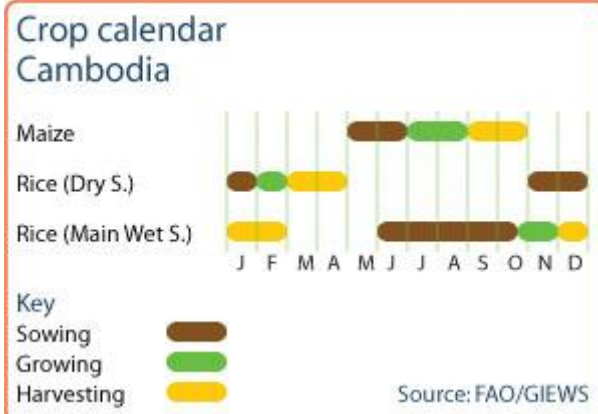 Crop calendar
Cambodia
Maize
Rice (Dry S.)
Rice (Main Wet S.)
J F M A M J J A S O N D
Key
Sowing
Growing
Harvesting
Source: FAO/GIEWS